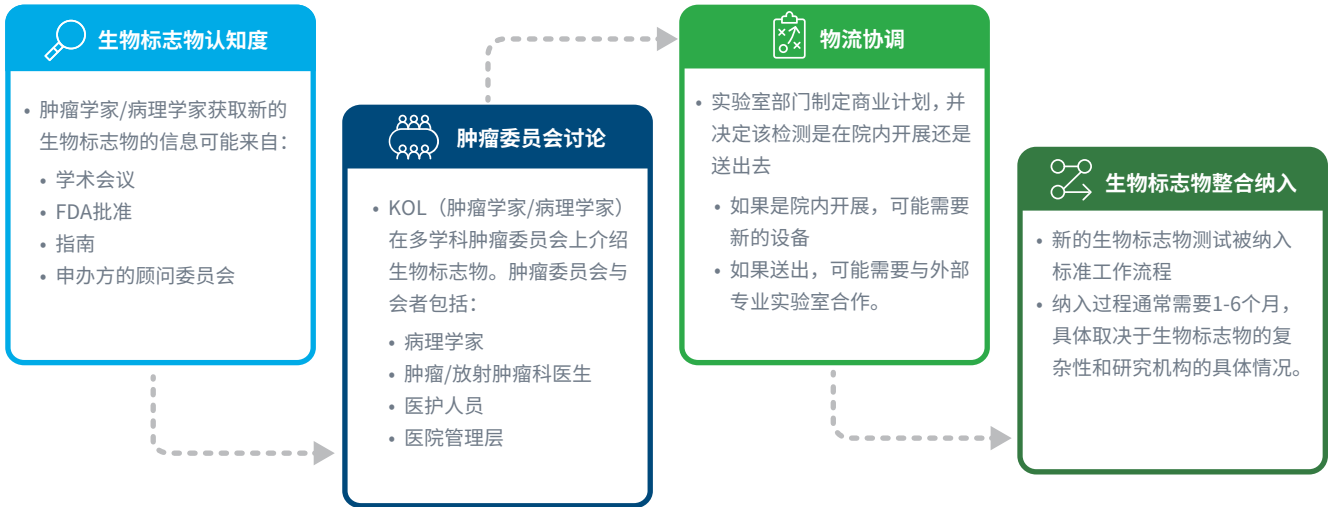 生物标志物认知度
• 肿瘤学家/病理学家获取新的
生物标志物的信息可能来自：
• 学术会议
• FDA批准
• 指南
• 申办方的顾问委员会
肿瘤委员会讨论
• KOL（肿瘤学家/病理学家）
在多学科肿瘤委员会上介绍
生物标志物。肿瘤委员会与
会者包括：
• 病理学家
• 肿瘤/放射肿瘤科医生
• 医护人员
• 医院管理层
物流协调
• 实验室部门制定商业计划，并
决定该检测是在院内开展还是
送出去
• 如果是院内开展，可能需要
新的设备
• 如果送出，可能需要与外部
专业实验室合作。
生物标志物整合纳入
• 新的生物标志物测试被纳入
标准工作流程
• 纳入过程通常需要1-6个月，
具体取决于生物标志物的复
杂性和研究机构的具体情况。